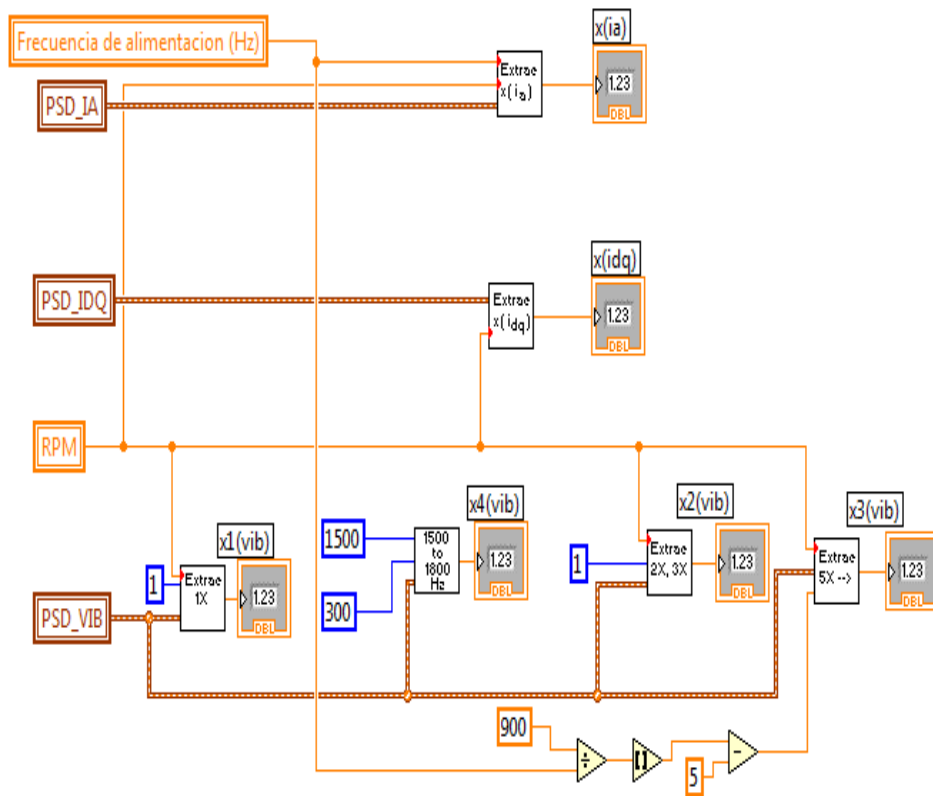 Frecuencia de alimentacion (Hz)
x(ia)
Extrae
x(ia)
1.23
DBL
PSD_IA
x(idq)
PSD_IDQ
Extrae
x(idq)
1.23
DBL
RPM
x1(vib)
1
Extrae
1X
1.23
DBL
x4(vib)
1500
300
1500
to
1800
Hz
1.23
DBL
x2(vib)
1
Extrae
2X, 3X
1.23
DBL
x3(vib)
Extrae
5X -->
1.23
DBL
PSD_VIB
900
÷
[]
-
5